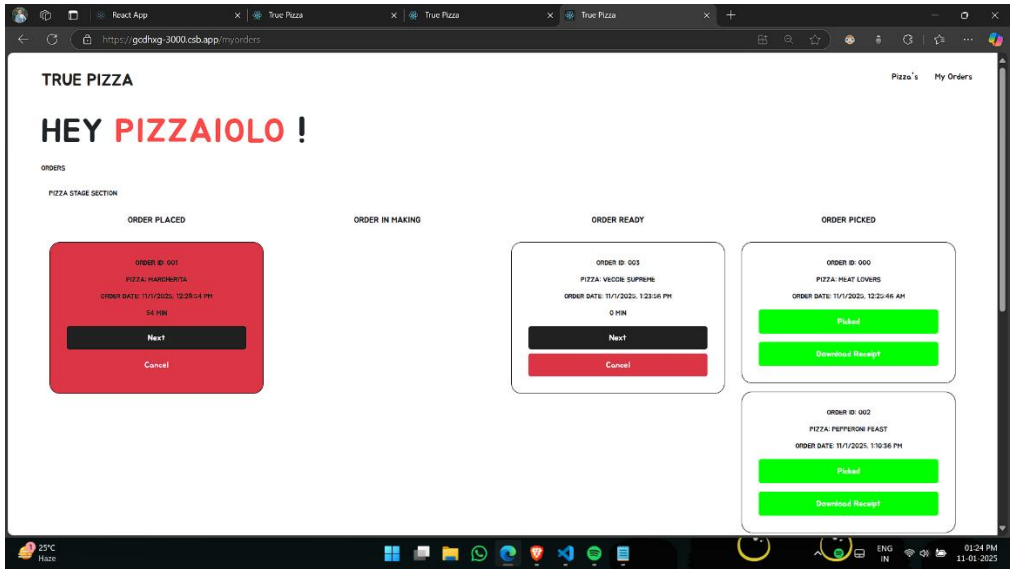 React App
True Pizza
True Pizza
True Pizza
https://gcdhxg-3000.csb.app/myorders
TRUE PIZZA
Pizza's My Orders
HEY PIZZAIOLO !
ORDERS
PIZZA STAGE SECTION
ORDER PLACED
ORDER ID: 001
PIZZA: MARGHERITA
ORDER DATE: 11/1/2025, 12:29:54 PM
54 MIN
Next
Cancel
ORDER IN MAKING
ORDER READY
ORDER ID: 003
PIZZA: VEGGIE SUPREME
ORDER DATE: 11/1/2025, 1:23:56 PM
0 MIN
Next
Cancel
ORDER PICKED
ORDER ID: 000
PIZZA: MEAT LOVERS
ORDER DATE: 11/1/2025, 12:25:46 AM
Picked
Download Receipt
ORDER ID: 002
PIZZA: PEPPERONI FEAST
ORDER DATE: 11/1/2025, 1:10:36 PM
Picked
Download Receipt
1
25°C
Haze
ENG
IN
01:24 PM
11-01-2025